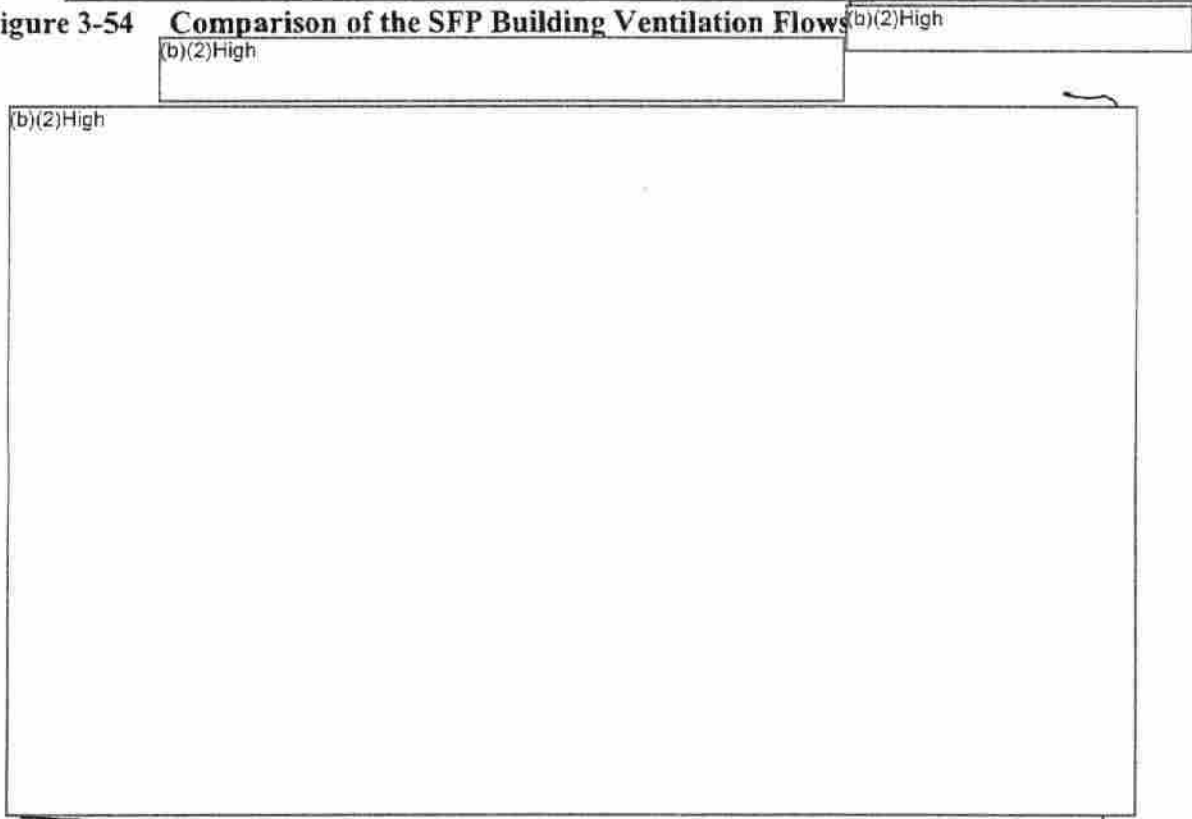 igure 3-54 Comparison of the SFP Building Ventilation Flows (b)(2)High
(b)(2)High
(b)(2)High